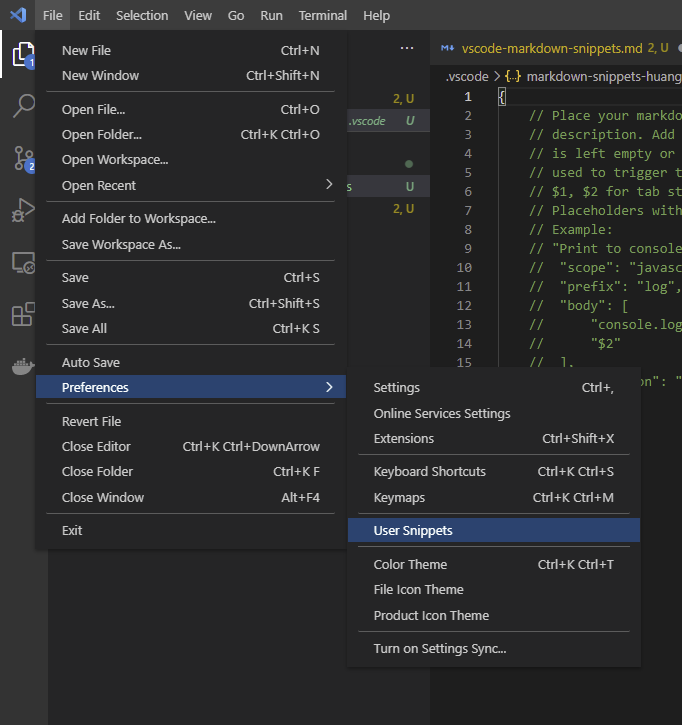 File Edit Selection View Go Run Terminal Help
New File Ctrl+N
New Window Ctrl+Shift+N
Open File... Ctrl+O
Open Folder... Ctrl+K Ctrl+O
Open Workspace...
Open Recent
Add Folder to Workspace...
Save Workspace As...
Save Ctrl+S
Save As... Ctrl+Shift+S
Save All Ctrl+K S
Auto Save
Preferences
Revert File
Close Editor Ctrl+K Ctrl+DownArrow
Close Folder Ctrl+K F
Close Window Alt+F4
Exit
Settings Ctrl+,
Online Services Settings
Extensions Ctrl+Shift+X
Keyboard Shortcuts Ctrl+K Ctrl+S
Keymaps Ctrl+K Ctrl+M
User Snippets
Color Theme Ctrl+K Ctrl+T
File Icon Theme
Product Icon Theme
Turn on Settings Sync...
1
2
...
2, U
.vscode U
s U
2, U
vscode-markdown-snippets.md 2, U
.vscode > {..} markdown-snippets-huang
1 {
2 // Place your markdo
3 // description. Add
4 // is left empty or
5 // used to trigger t
6 // $1, $2 for tab st
7 // Placeholders with
8 // Example:
9 // "Print to console
10 // "scope": "javasc
11 // "prefix": "log",
12 // "body": [
13 // "console.log
14 // "$2"
15 // ],
on": "